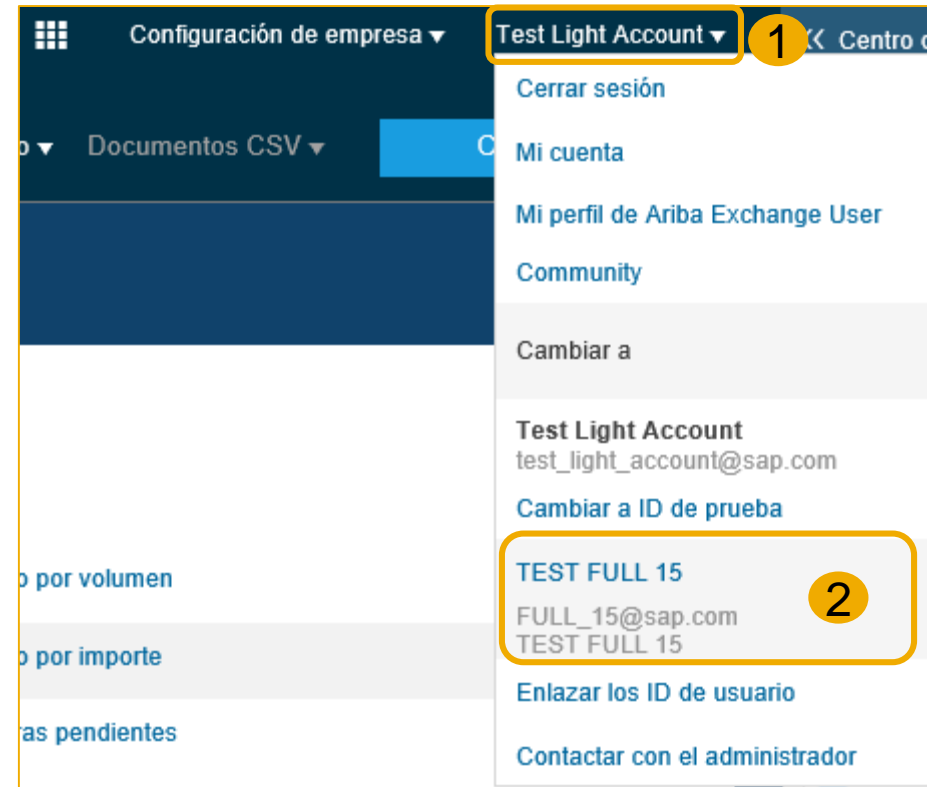 Configuración de empresa
Test Light Account
1
Centro
Cerrar sesión
Documentos CSV
Mi cuenta
Mi perfil de Ariba Exchange User
Community
Cambiar a
Test Light Account
test_light_account@sap.com
Cambiar a ID de prueba
TEST FULL 15
por volumen
2
FULL_15@sap.com
TEST FULL 15
por importe
Enlazar los ID de usuario
pendientes
Contactar con el administrador